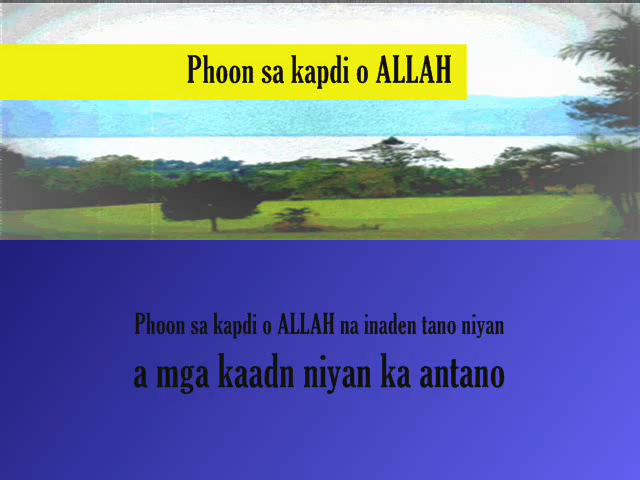 Phoon sa kapdi o ALLAH
Phoon sa kapdi o ALLAH na inaden tano niyan
a mga kaadn niyan ka antano